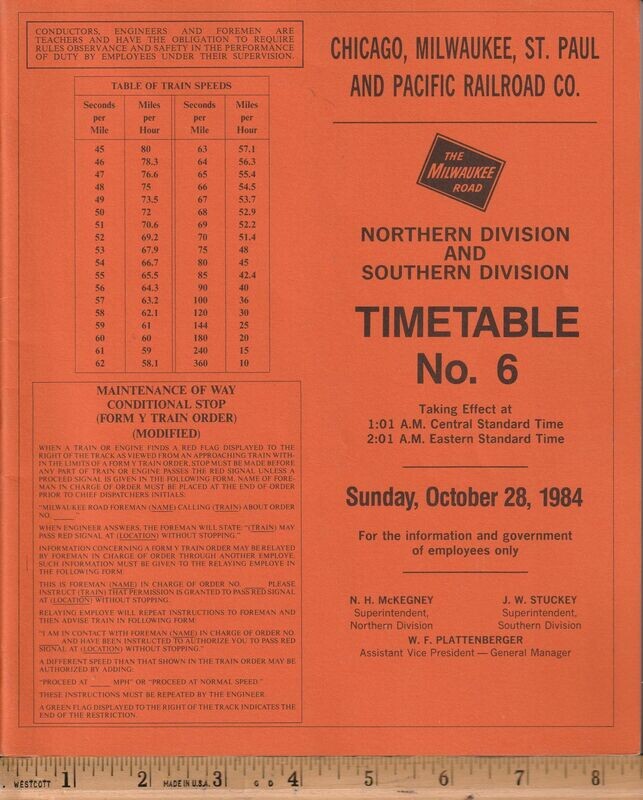 CONDUCTORS, ENGINEERS AND FOREMEN ARE
TEACHERS AND HAVE THE OBLIGATION TO REQUIRE
RULES OBSERVANCE AND SAFETY IN THE PERFORMANCE
OF DUTY BY EMPLOYEES UNDER THEIR SUPERVISION.
TABLE OF TRAIN SPEEDS
Seconds Miles Seconds Miles
per per per per
Mile Hour Mile Hour
45 80 63 57.1
46 78.3 64 56.3
47 76.6 65 55.4
48 75 66 54.5
49 73.5 67 53.7
50 72 68 52.9
51 70.6 69 52.2
52 69.2 70 51.4
53 67.9 75 48
54 66.7 80 45
55 65.5 85 42.4
56 64.3 90 40
57 63.2 100 36
58 62.1 120 30
59 61 144 25
60 60 180 20
61 59 240 15
62 58.1 360 10
MAINTENANCE OF WAY
CONDITIONAL STOP
(FORM Y TRAIN ORDER)
(MODIFIED)
WHEN A TRAIN OR ENGINE FINDS A RED FLAG DISPLAYED TO THE
RIGHT OF THE TRACK AS VIEWED FROM AN APPROACHING TRAIN WITH-
IN THE LIMITS OF A FORM Y TRAIN ORDER, STOP MUST BE MADE BEFORE
ANY PART OF TRAIN OR ENGINE PASSES THE RED SIGNAL UNLESS A
PROCEED SIGNAL IS GIVEN IN THE FOLLOWING FORM. NAME OF FORE-
MAN IN CHARGE OF ORDER MUST BE PLACED AT THE END OF ORDER
PRIOR TO CHIEF DISPATCHERS INITIALS:
"MILWAUKEE ROAD FOREMAN (NAME) CALLING (TRAIN) ABOUT ORDER
NO. _____"
WHEN ENGINEER ANSWERS, THE FOREMAN WILL STATE: "(TRAIN) MAY
PASS RED SIGNAL AT (LOCATION) WITHOUT STOPPING."
INFORMATION CONCERNING A FORM Y TRAIN ORDER MAY BE RELAYED
BY FOREMAN IN CHARGE OF ORDER THROUGH ANOTHER EMPLOYE.
SUCH INFORMATION MUST BE GIVEN TO THE RELAYING EMPLOYE IN
THE FOLLOWING FORM:
THIS IS FOREMAN (NAME) IN CHARGE OF ORDER NO. _____ PLEASE
INSTRUCT (TRAIN) THAT PERMISSION IS GRANTED TO PASS RED SIGNAL
AT (LOCATION) WITHOUT STOPPING.
RELAYING EMPLOYE WILL REPEAT INSTRUCTIONS TO FOREMAN AND
THEN ADVISE TRAIN IN FOLLOWING FORM:
"I AM IN CONTACT WITH FOREMAN (NAME) IN CHARGE OF ORDER NO.
_____ AND HAVE BEEN INSTRUCTED TO AUTHORIZE YOU TO PASS RED
SIGNAL AT (LOCATION) WITHOUT STOPPING."
A DIFFERENT SPEED THAN THAT SHOWN IN THE TRAIN ORDER MAY BE
AUTHORIZED BY ADDING:
"PROCEED AT _____ MPH" OR "PROCEED AT NORMAL SPEED."
THESE INSTRUCTIONS MUST BE REPEATED BY THE ENGINEER.
A GREEN FLAG DISPLAYED TO THE RIGHT OF THE TRACK INDICATES THE
END OF THE RESTRICTION.
CHICAGO, MILWAUKEE, ST. PAUL
AND PACIFIC RAILROAD CO.
THE
MILWAUKEE
ROAD
NORTHERN DIVISION
AND
SOUTHERN DIVISION
TIMETABLE
No. 6
Taking Effect at
1:01 A.M. Central Standard Time
2:01 A.M. Eastern Standard Time
Sunday, October 28, 1984
For the information and government
of employees only
N. H. McKEGNEY J. W. STUCKEY
Superintendent, Superintendent,
Northern Division Southern Division
W. F. PLATTENBERGER
Assistant Vice President — General Manager
WESTCOTT 1 2 MADE IN U.S.A. 3 4 5 6 7 8